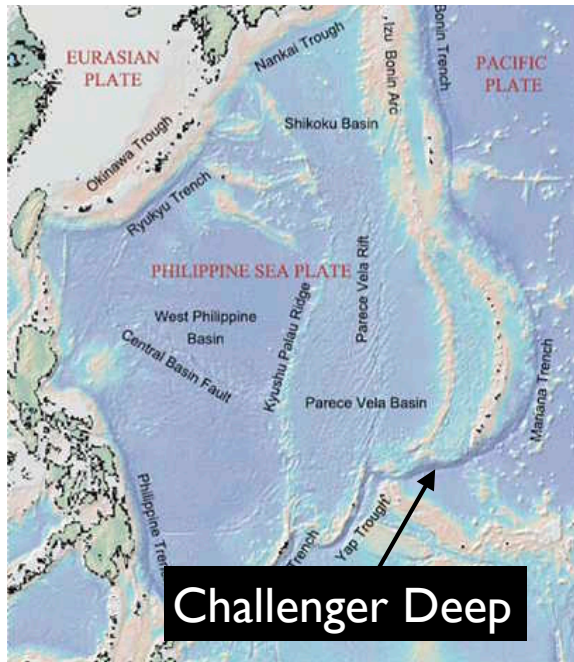 EURASIAN
PLATE
PACIFIC
PLATE
Nankai Trough
Izu Bonin Arc
Bonin Trench
Shikoku Basin
Okinawa Trough
Ryukyu Trench
PHILIPPINE SEA PLATE
Parece Vela Rift
West Philippine
Basin
Kyushu Palau Ridge
Central Basin Fault
Parece Vela Basin
Mariana Trench
Philippine Tren
Trench
Yap Trough
Challenger Deep